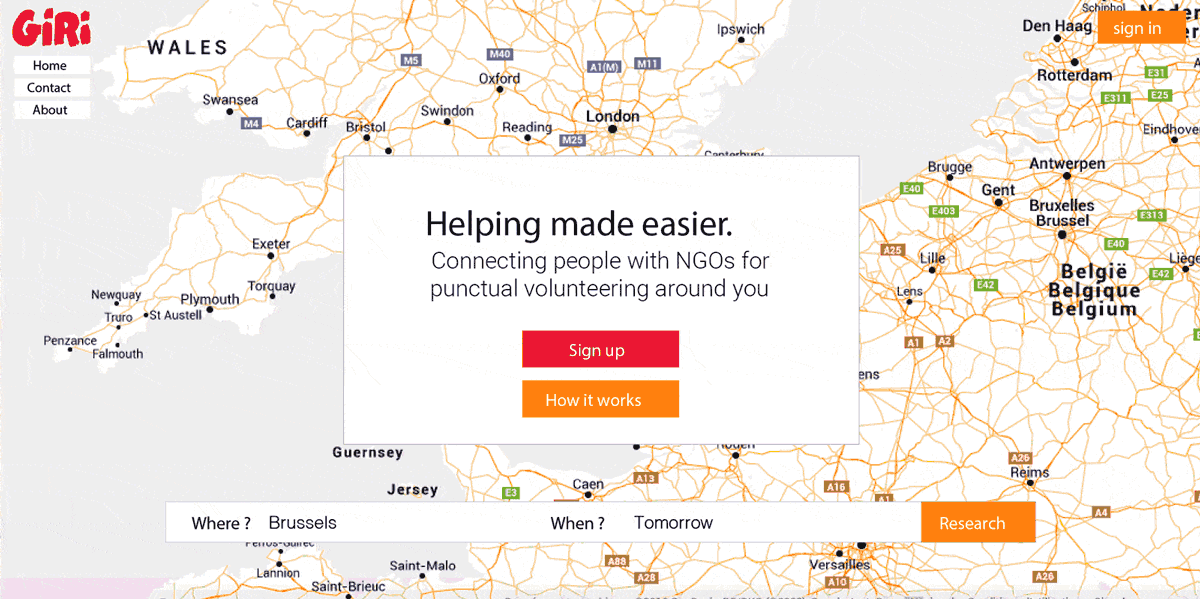 GiRi
Home
Contact
About
sign in
Helping made easier.
Connecting people with NGOs for
punctual volunteering around you
Sign up
How it works
Where ? Brussels When ? Tomorrow Research
WALES
Swansea
Cardiff
Bristol
Swindon
Oxford
Reading
London
Ipswich
Canterbury
M4
M5
M40
A1(M)
M11
M25
Exeter
Torquay
Plymouth
Newquay
Truro
St Austell
Penzance
Falmouth
Guernsey
Jersey
Schiphol
Den Haag
Rotterdam
E31
E311
E25
Brugge
Antwerpen
Gent
Bruxelles
Brussel
E40
E403
E313
E40
E42
A25
Lille
Lens
E42
België
Belgique
Belgium
A1
A2
Caen
E3
A13
A16
A1
A26
Reims
A4
Lannion
Saint-Malo
Saint-Brieuc
A88
A28
Versailles
A10
A26